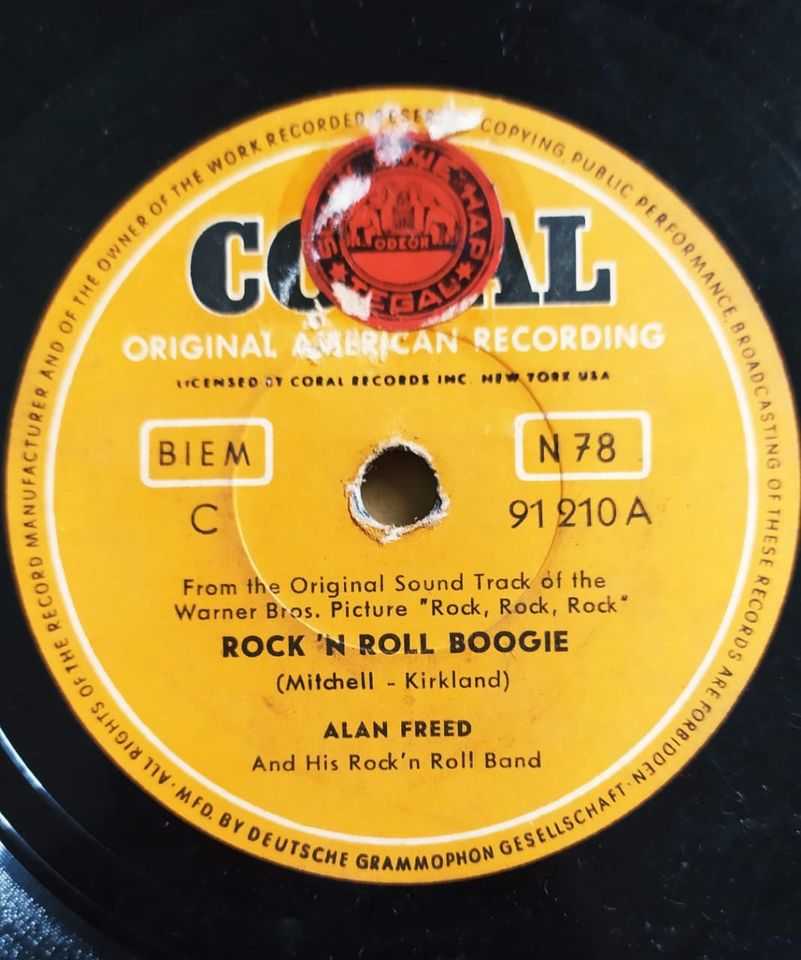 ALL RIGHTS OF THE RECORD MANUFACTURER AND OF THE OWNER OF THE WORK RECORDED COPYING, PUBLIC PERFORMANCE, BROADCASTING OF THESE RECORDS ARE FORBIDDEN
ODEON
ORIGINAL AMERICAN RECORDING
LICENSED BY CORAL RECORDS INC. NEW YORK USA
BIEM
N 78
C
91 210 A
From the Original Sound Track of the
Warner Bros. Picture "Rock, Rock, Rock"
ROCK 'N ROLL BOOGIE
(Mitchell - Kirkland)
ALAN FREED
And His Rock'n Roll Band
MFD. BY DEUTSCHE GRAMMOPHON GESELLSCHAFT